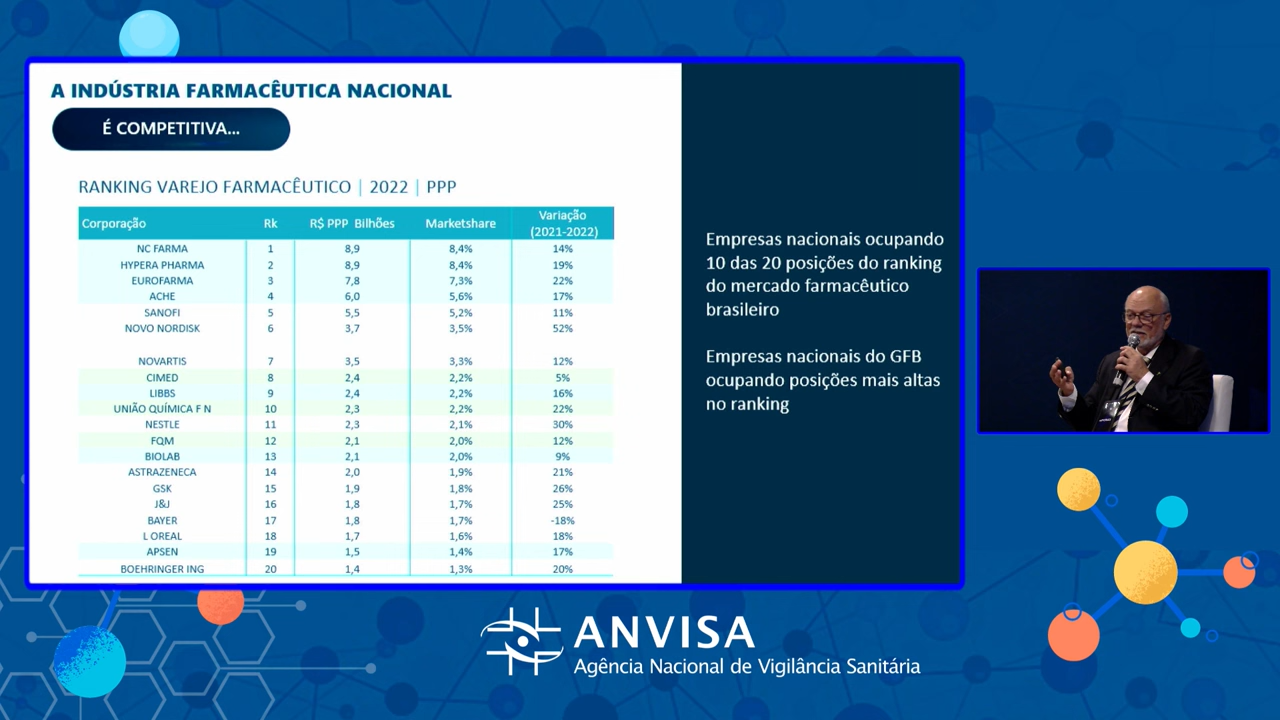 A INDÚSTRIA FARMACÊUTICA NACIONAL
É COMPETITIVA...
RANKING VAREJO FARMACÊUTICO | 2022 | PPP
Corporação Rk R$ PPP Bilhões Marketshare Variação (2021-2022)
NC FARMA 1 8,9 8,4% 14%
HYPERA PHARMA 2 8,9 8,4% 19%
EUROFARMA 3 7,8 7,3% 22%
ACHE 4 6,0 5,6% 17%
SANOFI 5 5,5 5,2% 11%
NOVO NORDISK 6 3,7 3,5% 52%
NOVARTIS 7 3,5 3,3% 12%
CIMED 8 2,4 2,2% 5%
LIBBS 9 2,4 2,2% 16%
UNIÃO QUÍMICA F N 10 2,3 2,2% 22%
NESTLE 11 2,3 2,1% 30%
FQM 12 2,1 2,0% 12%
BIOLAB 13 2,1 2,0% 9%
ASTRAZENECA 14 2,0 1,9% 21%
GSK 15 1,9 1,8% 26%
J&J 16 1,8 1,7% 25%
BAYER 17 1,8 1,7% -18%
L OREAL 18 1,7 1,6% 18%
APSEN 19 1,5 1,4% 17%
BOEHRINGER ING 20 1,4 1,3% 20%
Empresas nacionais ocupando
10 das 20 posições do ranking
do mercado farmacêutico
brasileiro
Empresas nacionais do GFB
ocupando posições mais altas
no ranking
ANVISA
Agência Nacional de Vigilância Sanitária